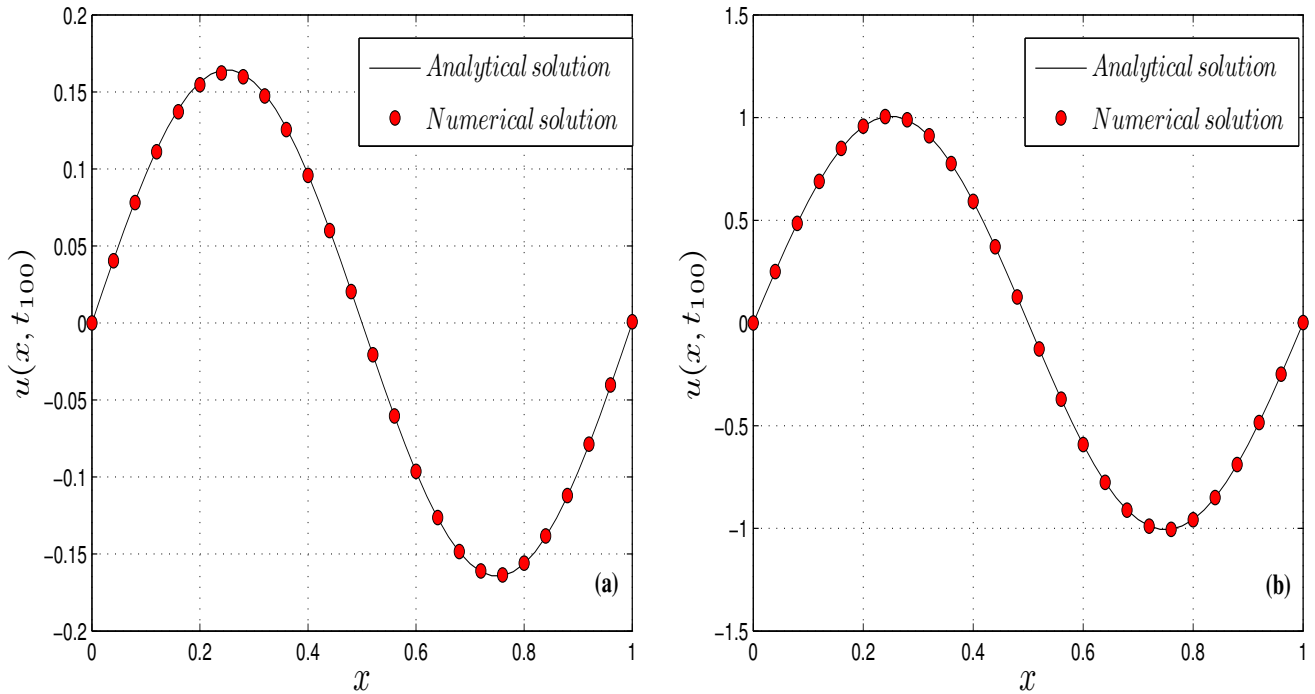 0.2
0.15
0.1
0.05
0
−0.05
−0.1
−0.15
−0.2
0
0.2
0.4
0.6
0.8
1
x
u(x, t100)
Analytical solution
Numerical solution
(a)
1.5
1
0.5
0
−0.5
−1
−1.5
0
0.2
0.4
0.6
0.8
1
x
u(x, t100)
Analytical solution
Numerical solution
(b)